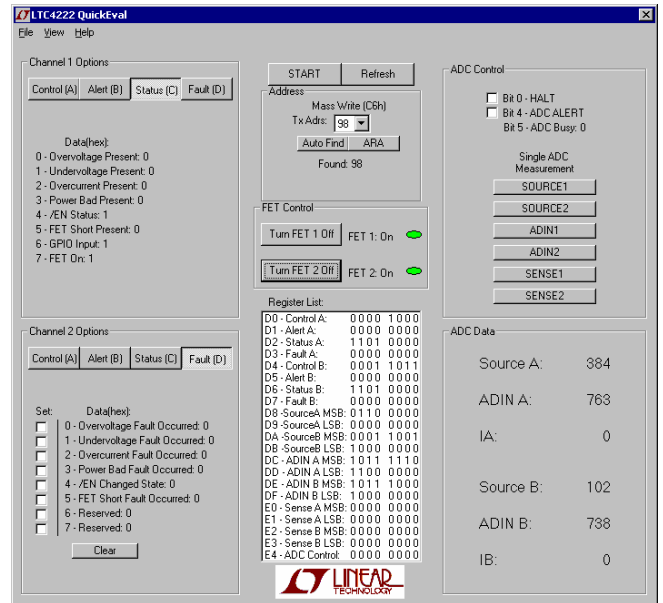 LTC4222 QuickEval
File View Help
Channel 1 Options
Control (A) Alert (B) Status (C) Fault (D)
Data(hex):
0 - Overvoltage Present: 0
1 - Undervoltage Present: 0
2 - Overcurrent Present: 0
3 - Power Bad Present: 0
4 - /EN Status: 1
5 - FET Short Present: 0
6 - GPIO Input: 1
7 - FET On: 1
Channel 2 Options
Control (A) Alert (B) Status (C) Fault (D)
Set: Data(hex):
0 - Overvoltage Fault Occurred: 0
1 - Undervoltage Fault Occurred: 0
2 - Overcurrent Fault Occurred: 0
3 - Power Bad Fault Occurred: 0
4 - /EN Changed State: 0
5 - FET Short Fault Occurred: 0
6 - Reserved: 0
7 - Reserved: 0
Clear
START Refresh
Address
Mass Write (C6h)
Tx Adrs: 98
Auto Find ARA
Found: 98
FET Control
Turn FET 1 Off FET 1: On
Turn FET 2 Off FET 2: On
Register List:
D0 - Control A: 0000 1000
D1 - Alert A: 0000 0000
D2 - Status A: 1101 0000
D3 - Fault A: 0000 0000
D4 - Control B: 0001 1011
D5 - Alert B: 0000 0000
D6 - Status B: 1101 0000
D7 - Fault B: 0000 0000
D8 -SourceA MSB: 0110 0000
D9 -SourceA LSB: 0000 0000
DA -SourceB MSB: 0001 1001
DB -SourceB LSB: 1000 0000
DC - ADIN A MSB: 1011 1110
DD - ADIN A LSB: 1100 0000
DE - ADIN B MSB: 1011 1000
DF - ADIN B LSB: 1000 0000
E0 - Sense A MSB: 0000 0000
E1 - Sense A LSB: 0000 0000
E2 - Sense B MSB: 0000 0000
E3 - Sense B LSB: 0000 0000
E4 - ADC Control: 0000 0000
LINEAR
TECHNOLOGY
ADC Control
Bit 0 - HALT
Bit 4 - ADC ALERT
Bit 5 - ADC Busy: 0
Single ADC
Measurement
SOURCE1
SOURCE2
ADIN1
ADIN2
SENSE1
SENSE2
ADC Data
Source A: 384
ADIN A: 763
IA: 0
Source B: 102
ADIN B: 738
IB: 0